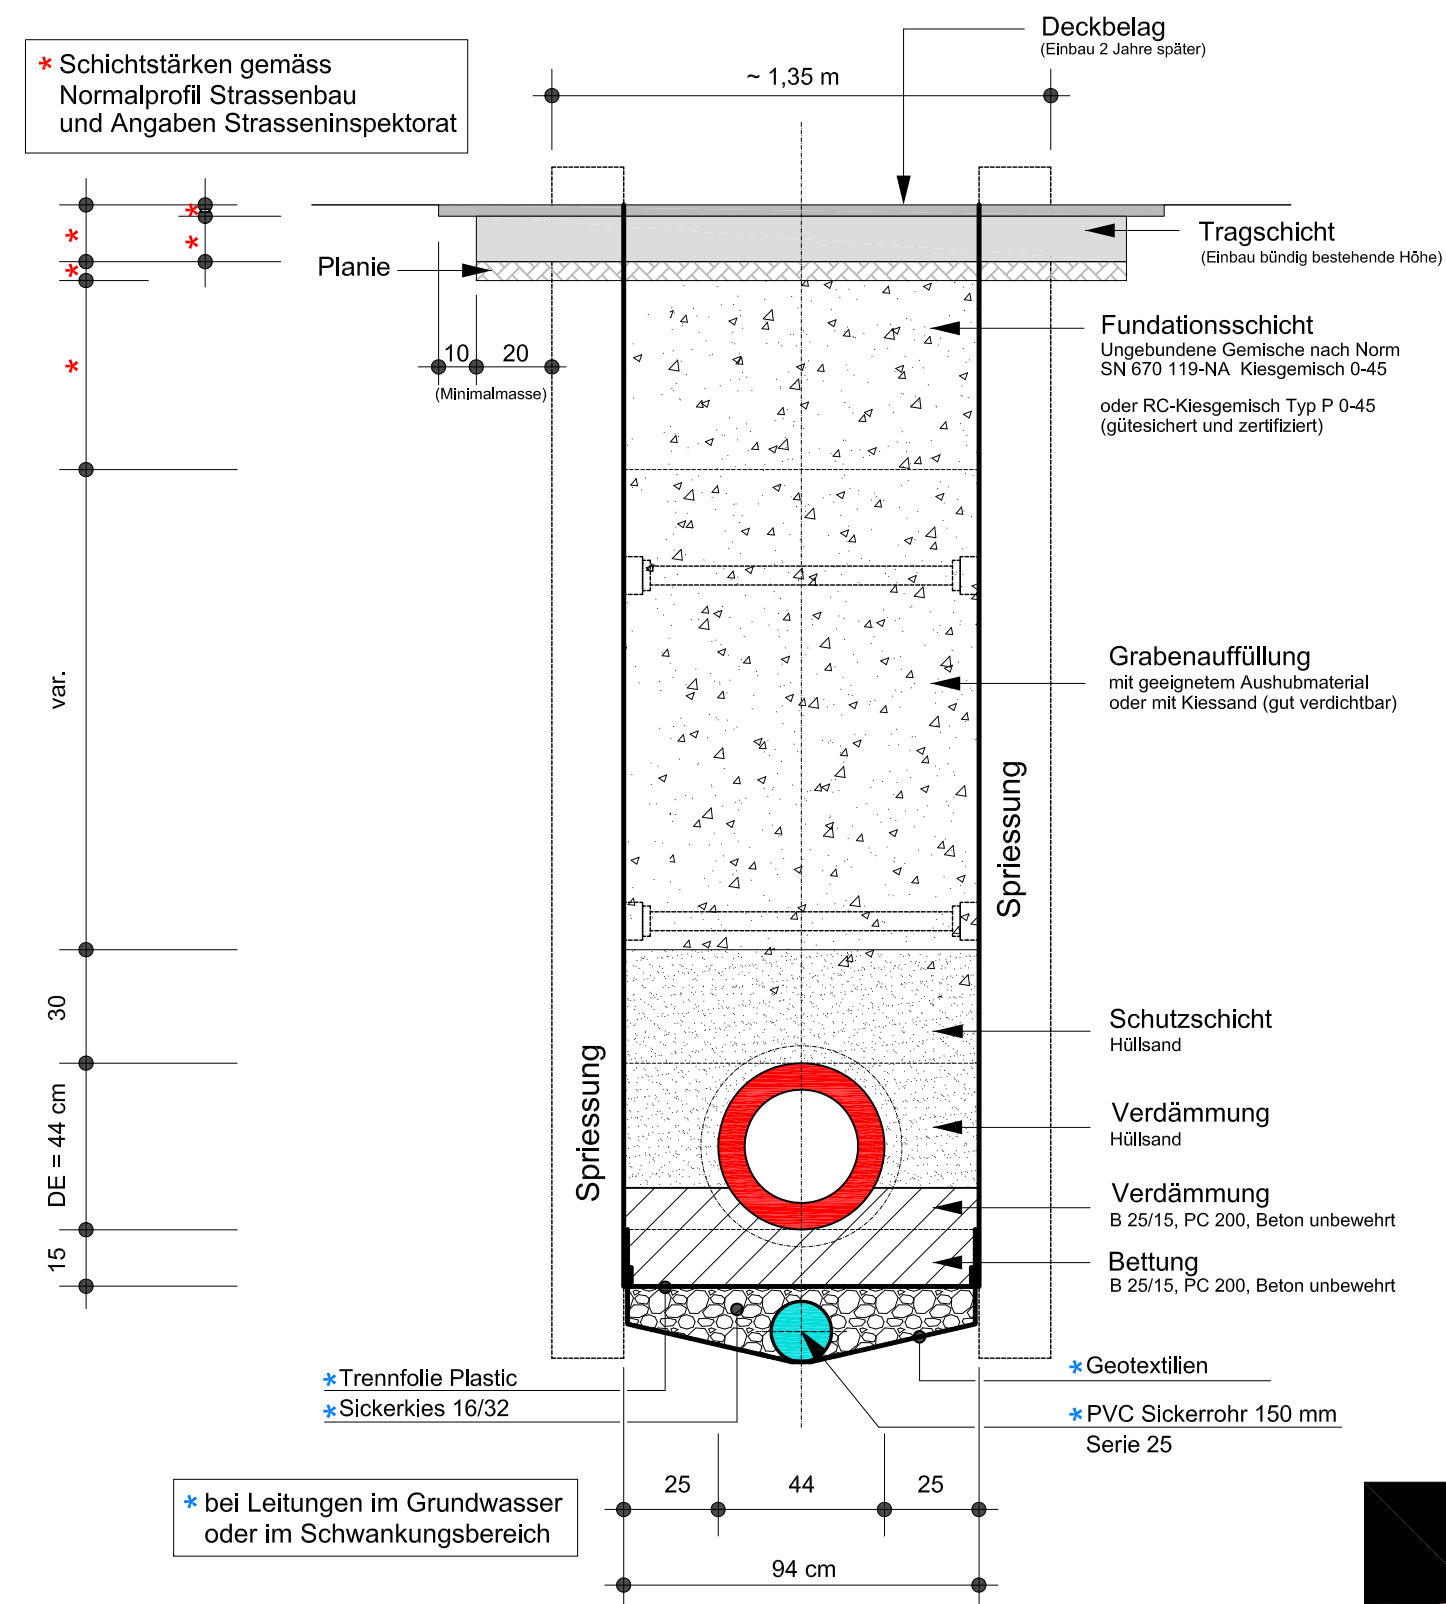 Deckbelag
(Einbau 2 Jahre später)
* Schichtstärken gemäss
Normalprofil Strassenbau
und Angaben Strasseninspektorat
~ 1,35 m
*
*
*
*
*
Planie
Tragschicht
(Einbau bündig bestehende Höhe)
10
20
(Minimalmasse)
Fundationsschicht
Ungebundene Gemische nach Norm
SN 670 119-NA Kiesgemisch 0-45
oder RC-Kiesgemisch Typ P 0-45
(gütesichert und zertifiziert)
var.
Grabenauffüllung
mit geeignetem Aushubmaterial
oder mit Kiessand (gut verdichtbar)
Spriessung
30
Schutzschicht
Hüllsand
Spriessung
DE = 44 cm
Verdämmung
Hüllsand
Verdämmung
B 25/15, PC 200, Beton unbewehrt
15
Bettung
B 25/15, PC 200, Beton unbewehrt
* Trennfolie Plastic
* Sickerkies 16/32
* Geotextilien
* PVC Sickerrohr 150 mm
Serie 25
* bei Leitungen im Grundwasser
oder im Schwankungsbereich
25
44
25
94 cm